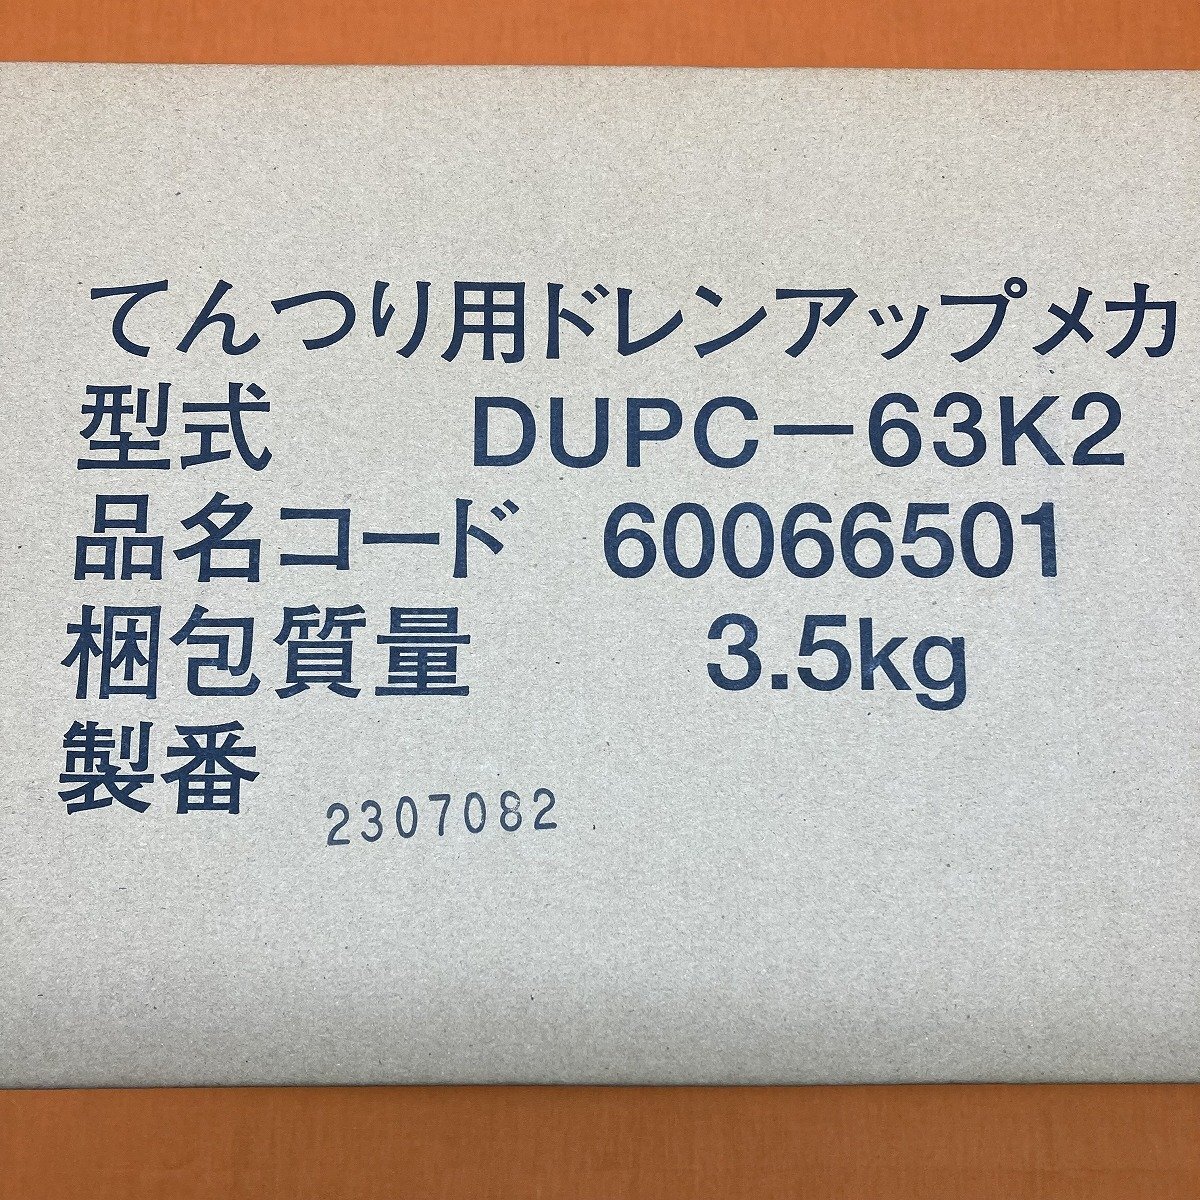 てんつり用ドレンアップメカ
型式 DUPC－63K2
品名コード 60066501
梱包質量 3.5kg
製番
2307082